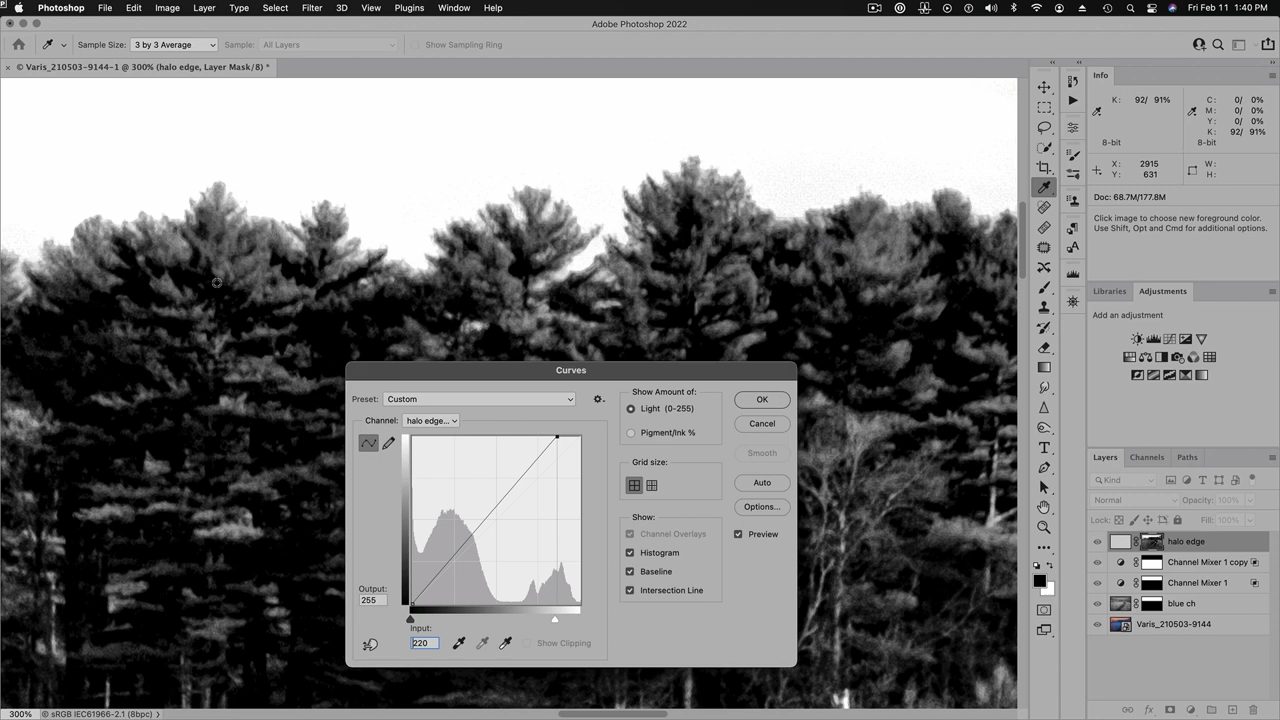 Photoshop File Edit Image Layer Type Select Filter 3D View Plugins Window Help Fri Feb 11 1:40 PM
Adobe Photoshop 2022
Sample Size: 3 by 3 Average Sample: All Layers Show Sampling Ring
× © Varis_210503-9144-1 @ 300% (halo edge, Layer Mask/8) *
Info
K: 92/ 91%
C: 0/ 0%
M: 0/ 0%
Y: 0/ 0%
K: 92/ 91%
8-bit 8-bit
X: 2915
Y: 631
W:
H:
Doc: 68.7M/177.8M
Click image to choose new foreground color.
Use Shift, Opt and Cmd for additional options.
Libraries Adjustments
Add an adjustment
Curves
Preset: Custom
Channel: halo edge...
Output:
255
Input:
220
Show Clipping
Show Amount of:
Light (0-255)
Pigment/Ink %
Grid size:
Show:
Channel Overlays
Histogram
Baseline
Intersection Line
OK
Cancel
Smooth
Auto
Options...
Preview
Layers Channels Paths
Kind
Normal Opacity: 100%
Lock: Fill: 100%
halo edge
Channel Mixer 1 copy
Channel Mixer 1
blue ch
Varis_210503-9144
300% © sRGB IEC61966-2.1 (8bpc)